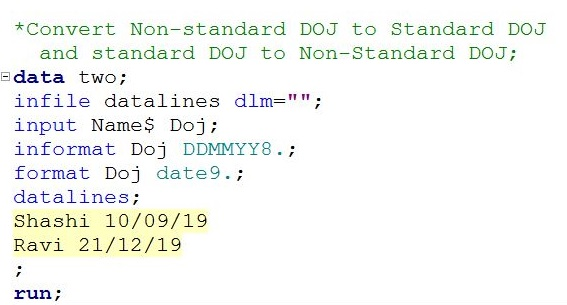 *Convert Non-standard DOJ to Standard DOJ
and standard DOJ to Non-Standard DOJ;
data two;
infile datalines dlm="";
input Name$ Doj;
informat Doj DDMMYY8.;
format Doj date9.;
datalines;
Shashi 10/09/19
Ravi 21/12/19
;
run;